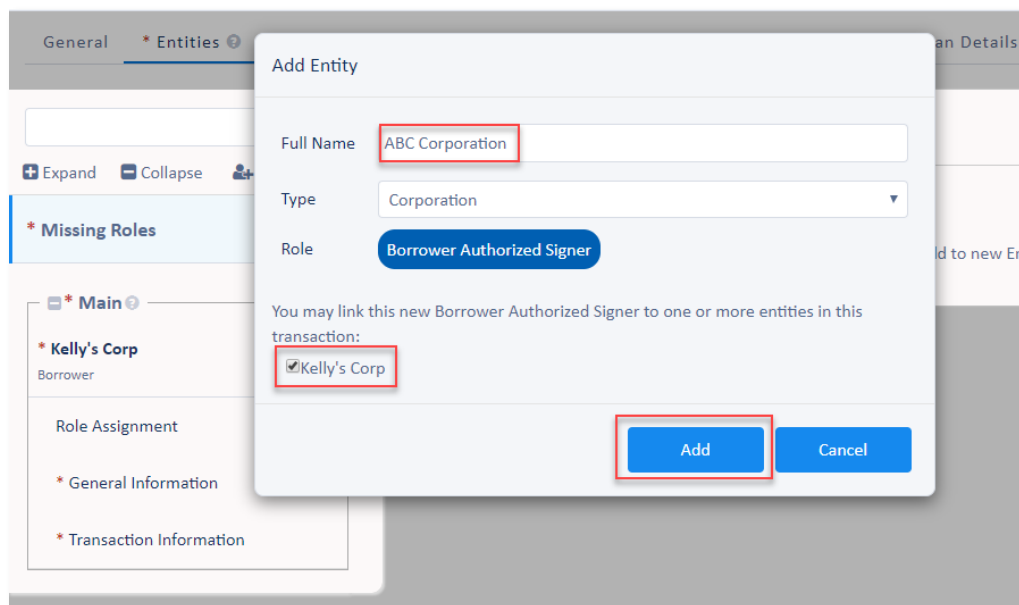 General
* Entities
an Details
Add Entity
Full Name
ABC Corporation
Type
Corporation
Role
Borrower Authorized Signer
You may link this new Borrower Authorized Signer to one or more entities in this
transaction:
Kelly's Corp
Add
Cancel
Expand
Collapse
* Missing Roles
* Main
* Kelly's Corp
Borrower
Role Assignment
* General Information
* Transaction Information
ld to new Er